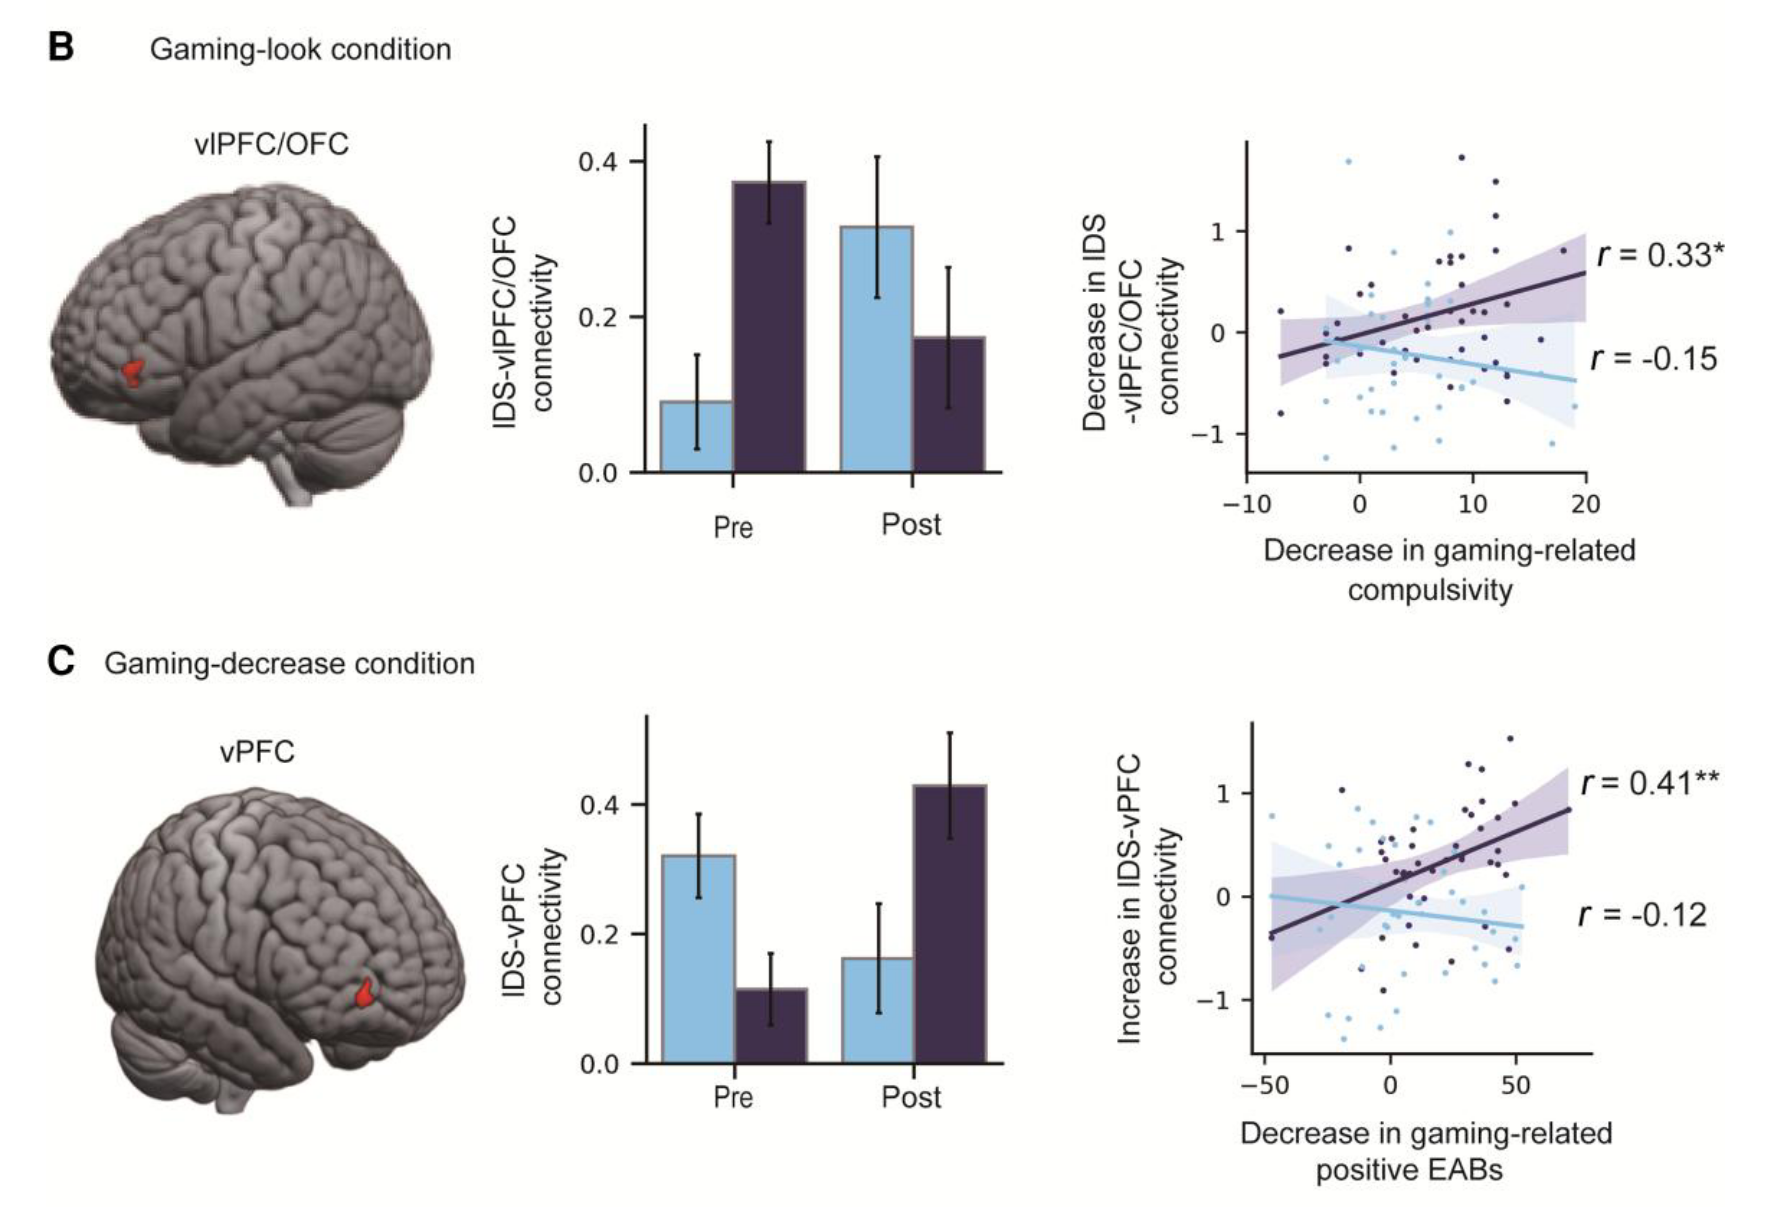 B Gaming-look condition
vlPFC/OFC
IDS-vlPFC/OFC
connectivity
0.4
0.2
0.0
Pre
Post
Decrease in IDS
-vlPFC/OFC
connectivity
1
0
−1
−10
0
10
20
r = 0.33*
r = -0.15
Decrease in gaming-related
compulsivity
C Gaming-decrease condition
vPFC
IDS-vPFC
connectivity
0.4
0.2
0.0
Pre
Post
Increase in IDS-vPFC
connectivity
1
0
−1
−50
0
50
r = 0.41**
r = -0.12
Decrease in gaming-related
positive EABs